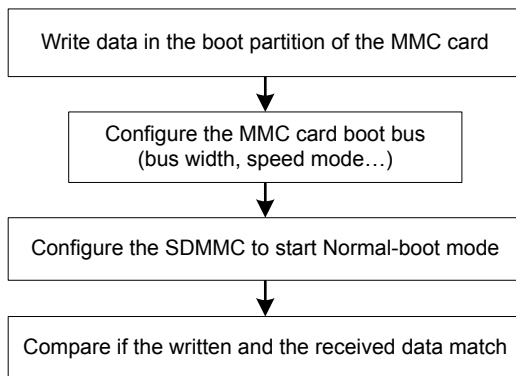 Write data in the boot partition of the MMC card
Configure the MMC card boot bus
(bus width, speed mode…)
Configure the SDMMC to start Normal-boot mode
Compare if the written and the received data match